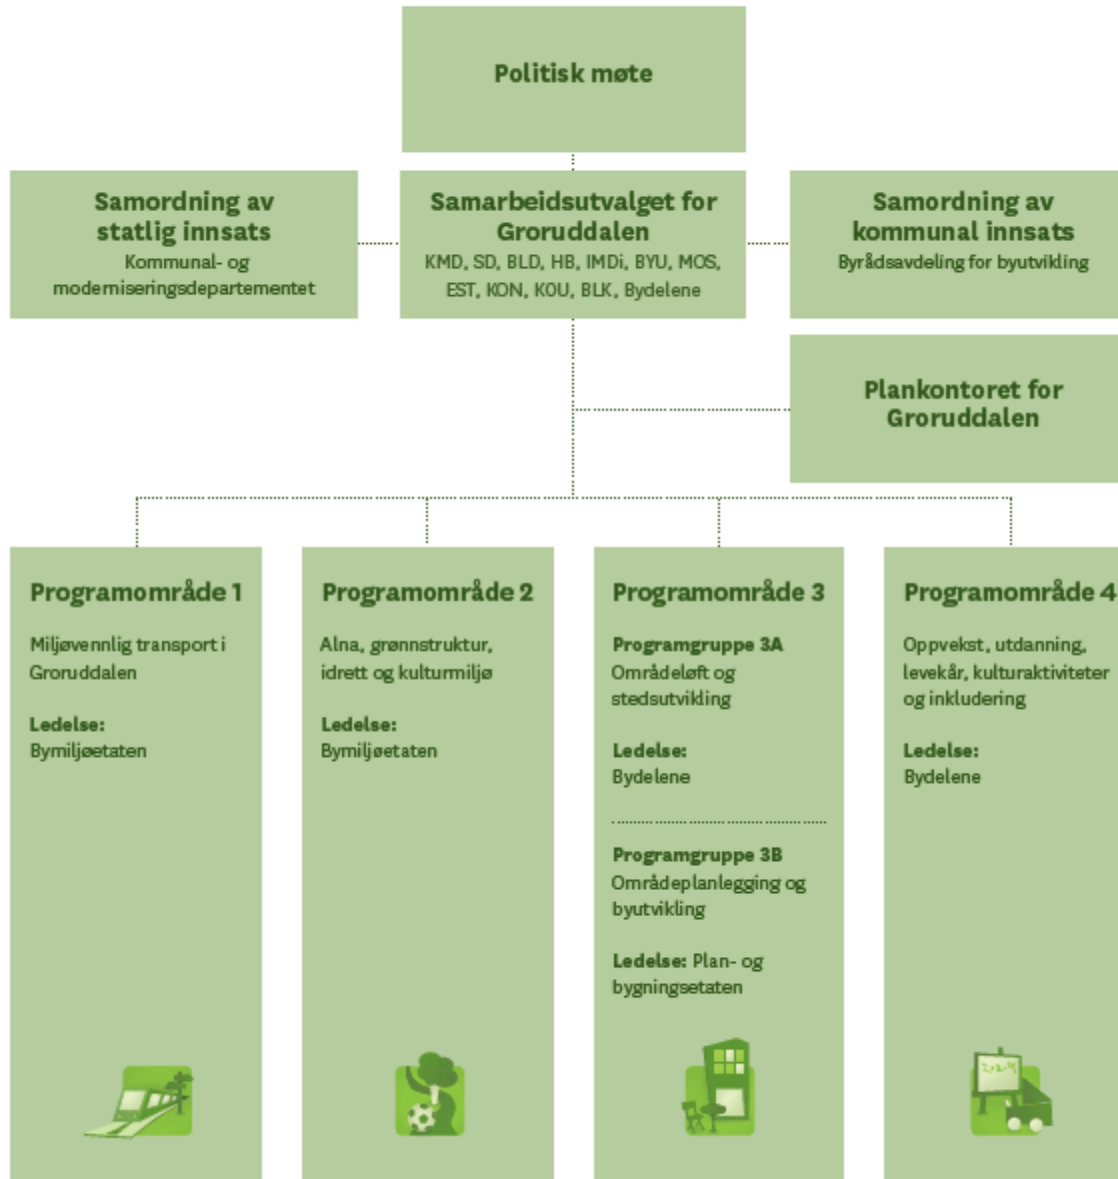 Politisk møte
Samordning av
statlig innsats
Kommunal- og
moderniseringsdepartementet
Samarbeidsutvalget for
Groruddalen
KMD, SD, BLD, HB, IMDi, BYU, MOS,
EST, KON, KOU, BLK, Bydelene
Samordning av
kommunal innsats
Byrådsavdeling for byutvikling
Plankontoret for
Groruddalen
Programområde 1
Miljøvennlig transport i
Groruddalen
Ledelse:
Bymiljøetaten
Programområde 2
Alna, grønnstruktur,
idrett og kulturmiljø
Ledelse:
Bymiljøetaten
Programområde 3
Programgruppe 3A
Områdeløft og
stedsutvikling
Ledelse:
Bydelene
Programgruppe 3B
Områdeplanlegging og
byutvikling
Ledelse: Plan- og
bygningsetaten
Programområde 4
Oppvekst, utdanning,
levekår, kulturaktiviteter
og inkludering
Ledelse:
Bydelene